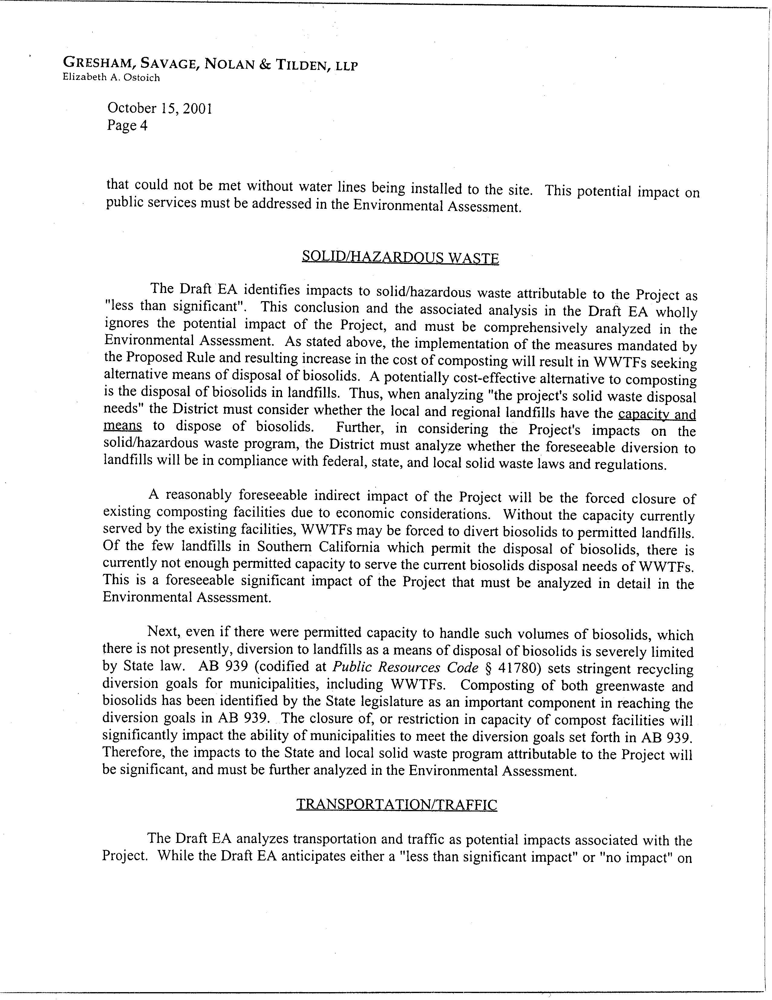 GRESHAM, SAVAGE, NOLAN & TILDEN, LLP
Elizabeth A. Ostoich
October 15, 2001
Page 4
that could not be met without water lines being installed to the site. This potential impact on
public services must be addressed in the Environmental Assessment.
SOLID/HAZARDOUS WASTE
The Draft EA identifies impacts to solid/hazardous waste attributable to the Project as
"less than significant". This conclusion and the associated analysis in the Draft EA wholly
ignores the potential impact of the Project, and must be comprehensively analyzed in the
Environmental Assessment. As stated above, the implementation of the measures mandated by
the Proposed Rule and resulting increase in the cost of composting will result in WWTFs seeking
alternative means of disposal of biosolids. A potentially cost-effective alternative to composting
is the disposal of biosolids in landfills. Thus, when analyzing "the project's solid waste disposal
needs" the District must consider whether the local and regional landfills have the capacity and
means to dispose of biosolids. Further, in considering the Project's impacts on the
solid/hazardous waste program, the District must analyze whether the foreseeable diversion to
landfills will be in compliance with federal, state, and local solid waste laws and regulations.
A reasonably foreseeable indirect impact of the Project will be the forced closure of
existing composting facilities due to economic considerations. Without the capacity currently
served by the existing facilities, WWTFs may be forced to divert biosolids to permitted landfills.
Of the few landfills in Southern California which permit the disposal of biosolids, there is
currently not enough permitted capacity to serve the current biosolids disposal needs of WWTFs.
This is a foreseeable significant impact of the Project that must be analyzed in detail in the
Environmental Assessment.
Next, even if there were permitted capacity to handle such volumes of biosolids, which
there is not presently, diversion to landfills as a means of disposal of biosolids is severely limited
by State law. AB 939 (codified at Public Resources Code § 41780) sets stringent recycling
diversion goals for municipalities, including WWTFs. Composting of both greenwaste and
biosolids has been identified by the State legislature as an important component in reaching the
diversion goals in AB 939. The closure of, or restriction in capacity of compost facilities will
significantly impact the ability of municipalities to meet the diversion goals set forth in AB 939.
Therefore, the impacts to the State and local solid waste program attributable to the Project will
be significant, and must be further analyzed in the Environmental Assessment.
TRANSPORTATION/TRAFFIC
The Draft EA analyzes transportation and traffic as potential impacts associated with the
Project. While the Draft EA anticipates either a "less than significant impact" or "no impact" on